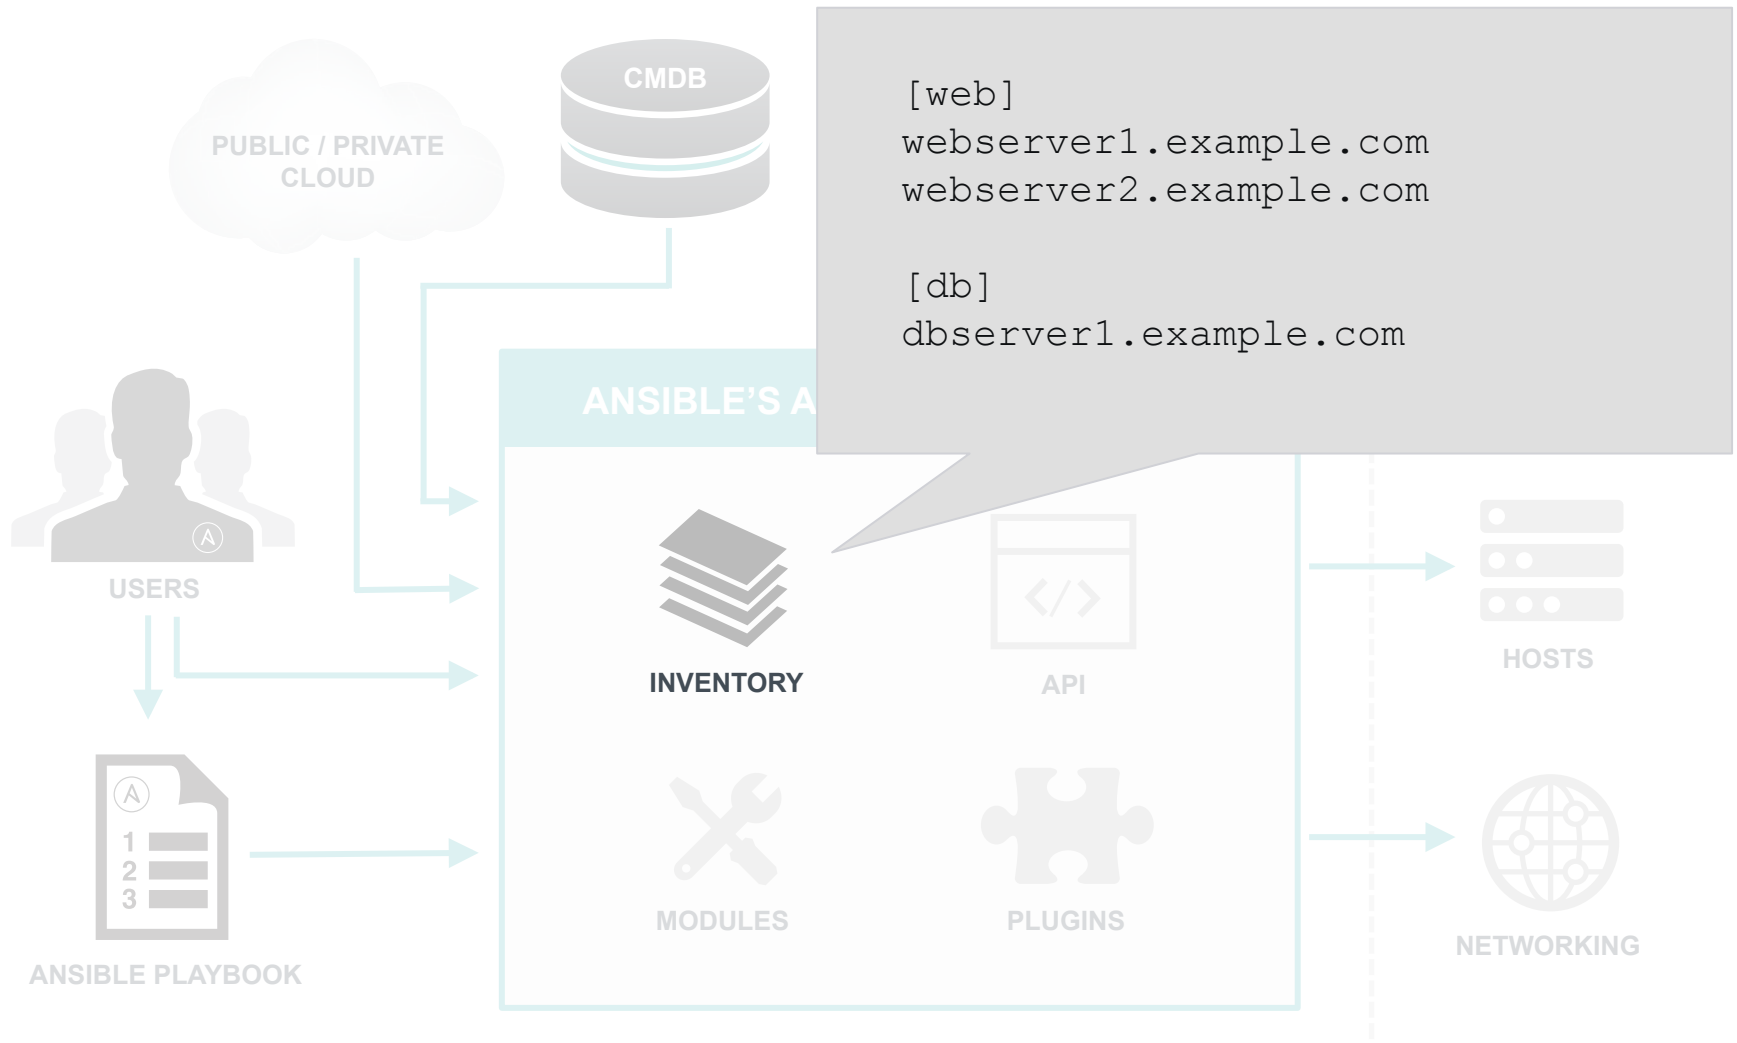 CMDB
PUBLIC / PRIVATE
CLOUD
[web]
webserver1.example.com
webserver2.example.com
[db]
dbserver1.example.com
ANSIBLE’S A
USERS
INVENTORY
</>
API
HOSTS
1
2
3
ANSIBLE PLAYBOOK
MODULES
PLUGINS
NETWORKING